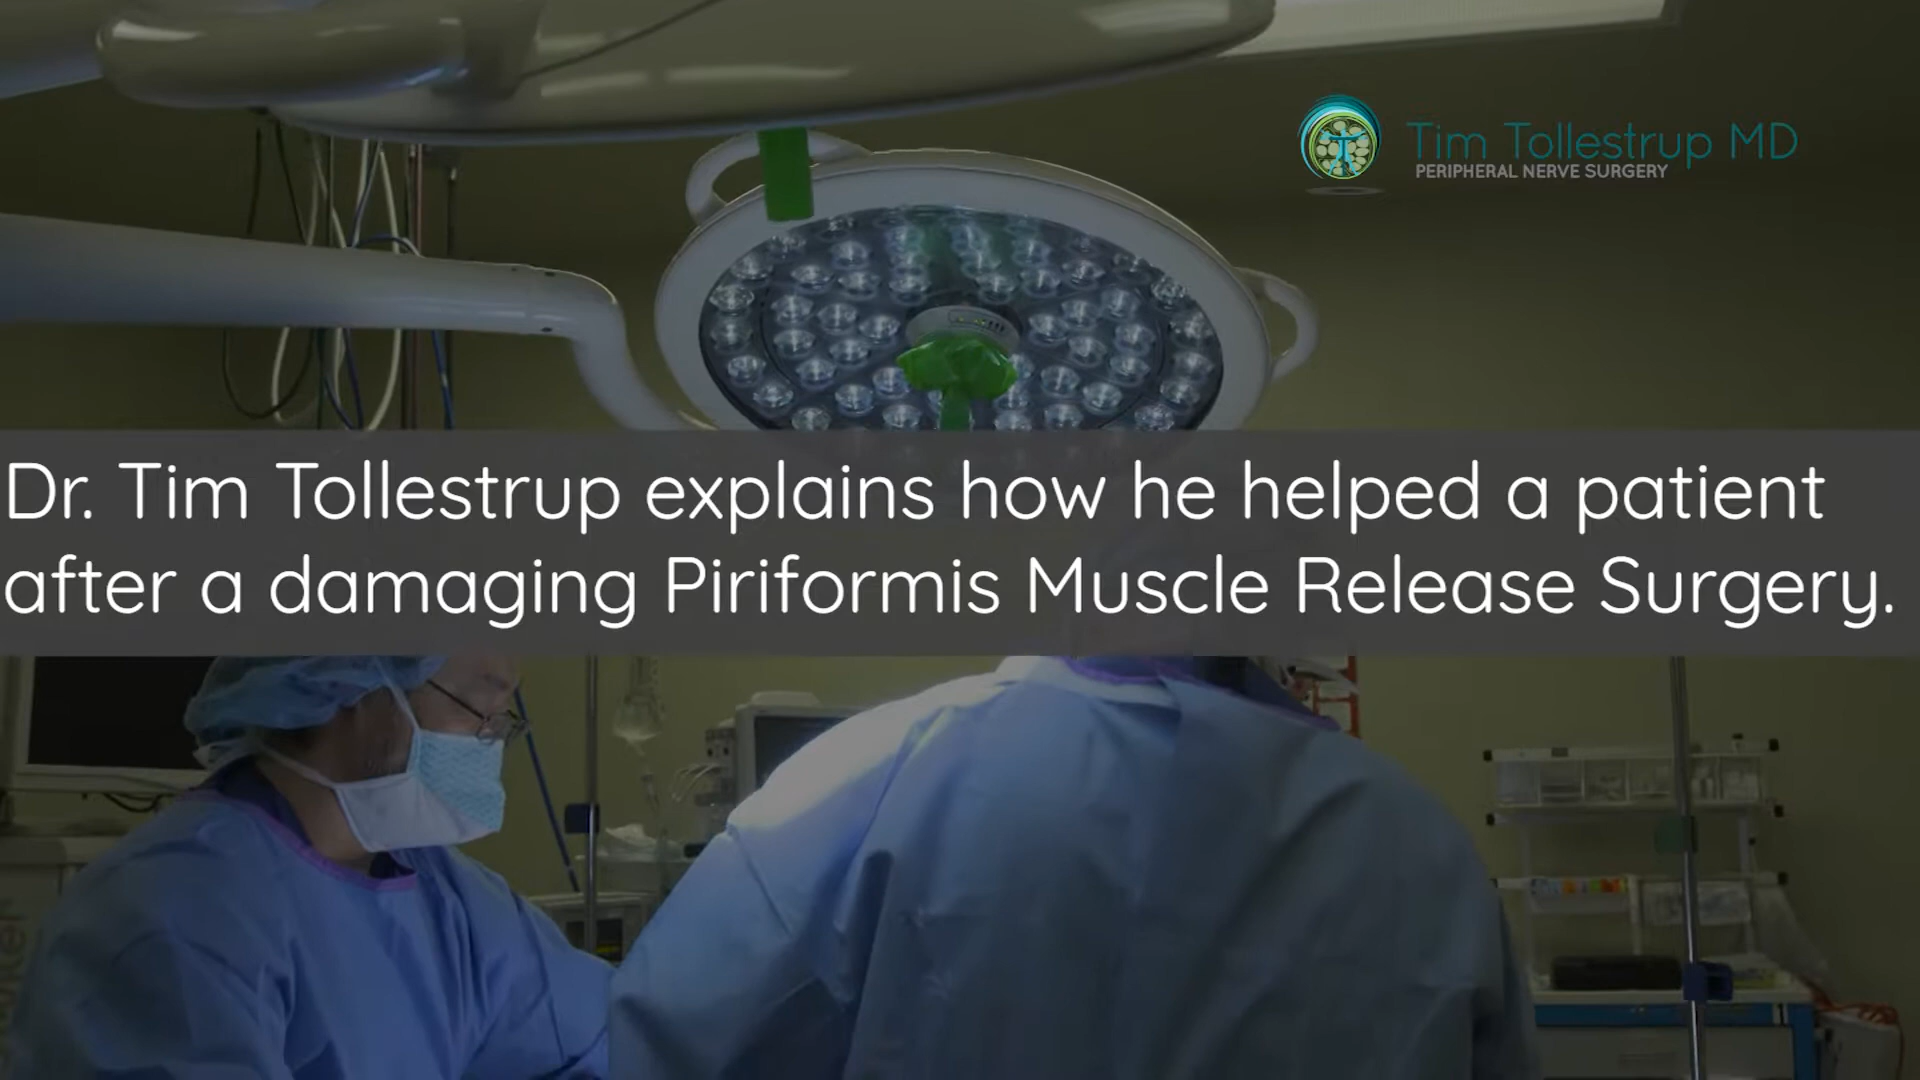 Tim Tollestrup MD
PERIPHERAL NERVE SURGERY
Dr. Tim Tollestrup explains how he helped a patient
after a damaging Piriformis Muscle Release Surgery.